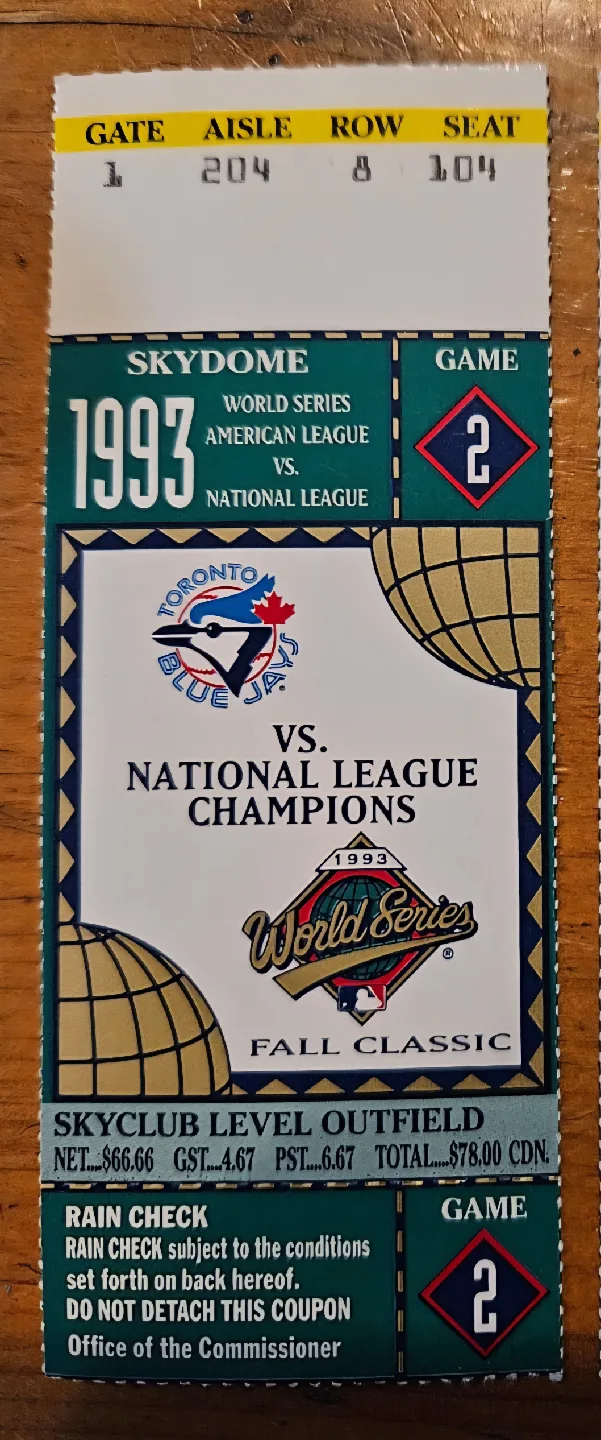 GATE AISLE ROW SEAT
1 204 8 104
SKYDOME
1993
WORLD SERIES
AMERICAN LEAGUE
VS.
NATIONAL LEAGUE
GAME
2
TORONTO
BLUE JAYS
VS.
NATIONAL LEAGUE
CHAMPIONS
1993
World Series
®
FALL CLASSIC
SKYCLUB LEVEL OUTFIELD
NET....$66.66 GST....4.67 PST....6.67 TOTAL....$78.00 CDN.
RAIN CHECK
RAIN CHECK subject to the conditions
set forth on back hereof.
DO NOT DETACH THIS COUPON
Office of the Commissioner
GAME
2